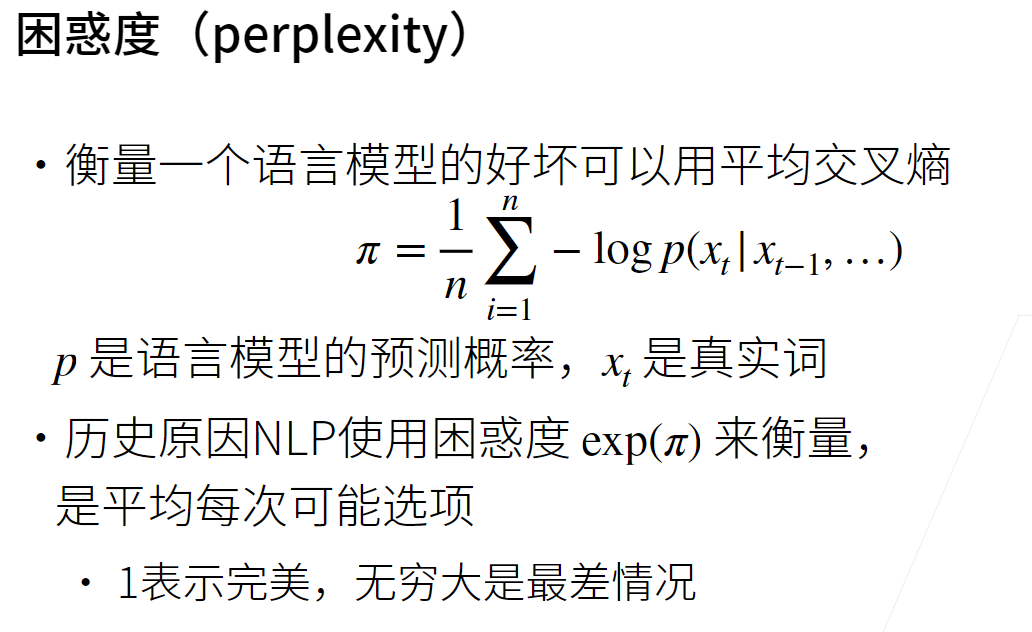 困惑度（perplexity）
• 衡量一个语言模型的好坏可以用平均交叉熵
π = \frac{1}{n} \sum_{i=1}^{n} − log p(x_t | x_{t−1}, …)
p 是语言模型的预测概率，x_t 是真实词
• 历史原因NLP使用困惑度 exp(π) 来衡量，
是平均每次可能选项
• 1表示完美，无穷大是最差情况